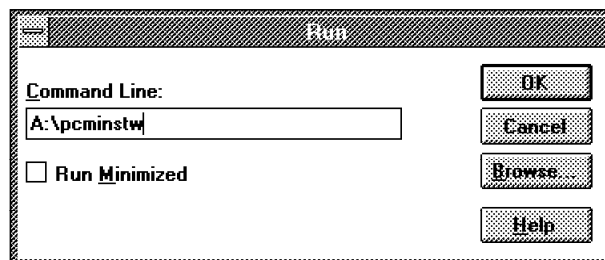 Run
Command Line:
A:\pcminstw
Run Minimized
OK
Cancel
Browse...
Help